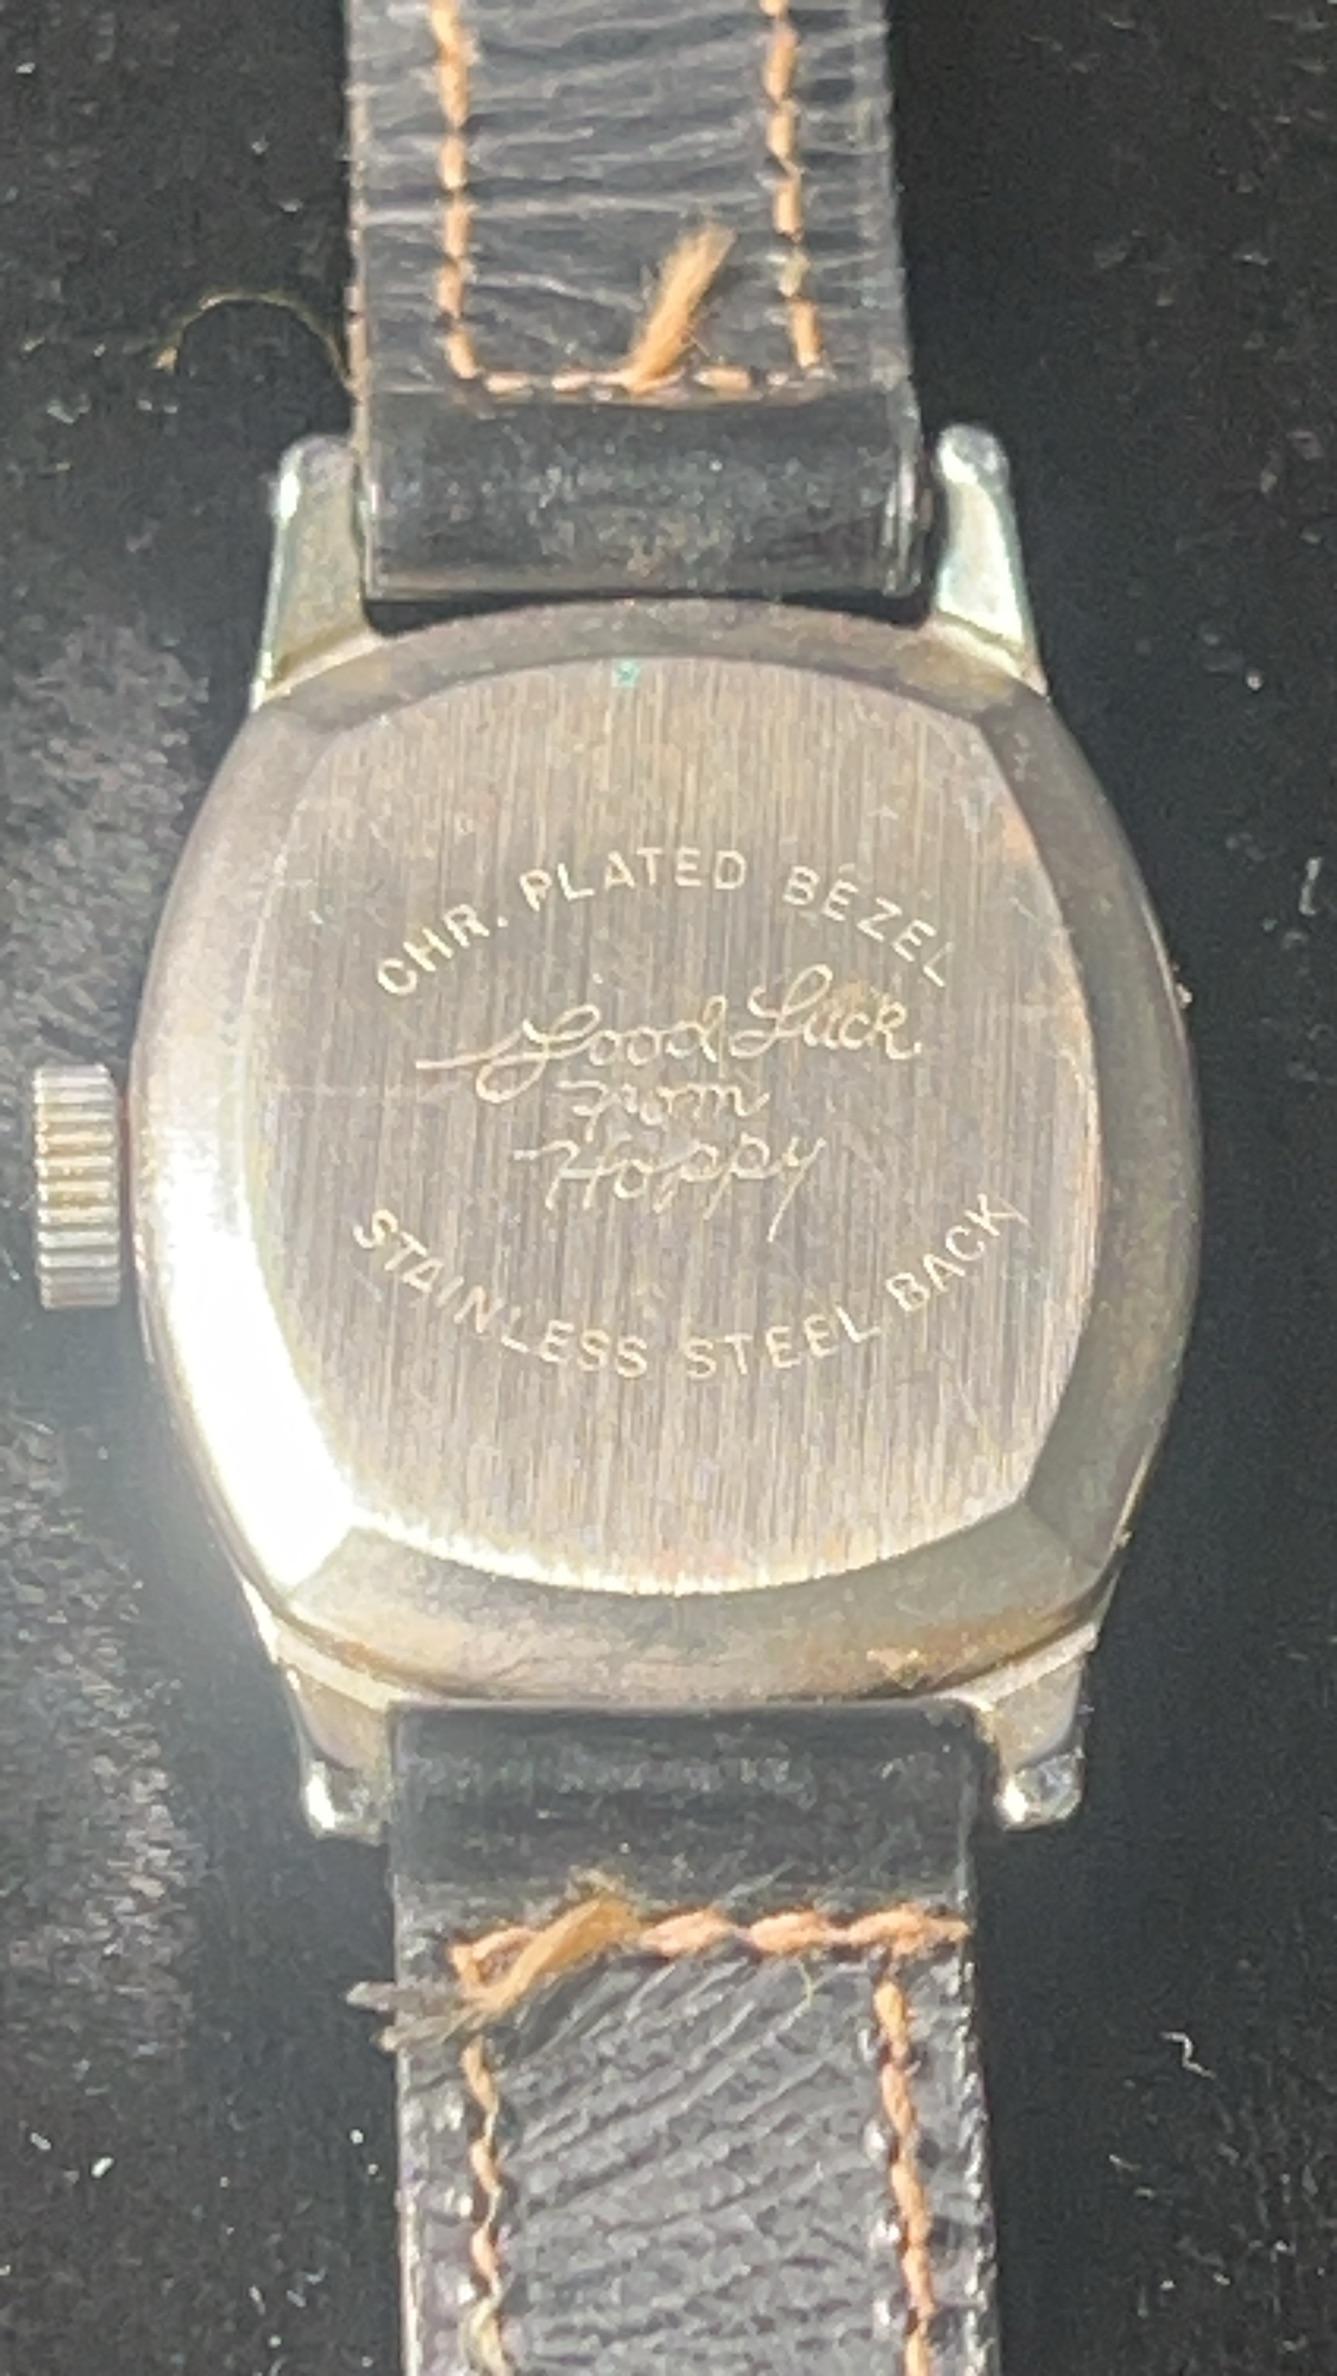 CHR. PLATED BEZEL
Good Luck
from
Hoppy
STAINLESS STEEL BACK